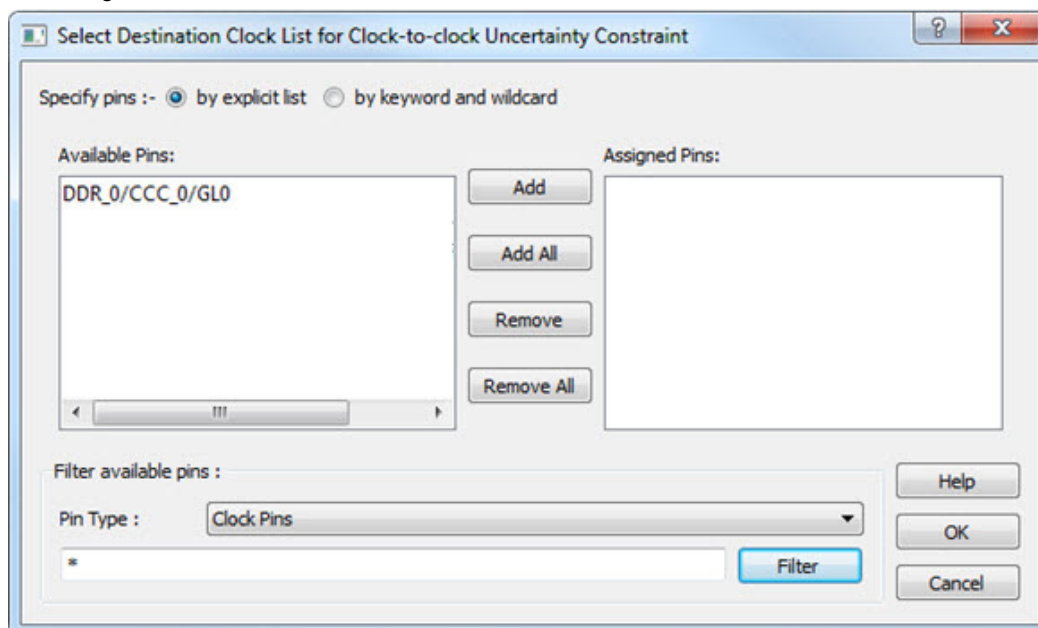 Select Destination Clock List for Clock-to-clock Uncertainty Constraint
Specify pins :- by explicit list by keyword and wildcard
Available Pins:
Assigned Pins:
DDR_0/CCC_0/GL0
Add
Add All
Remove
Remove All
Filter available pins :
Pin Type : Clock Pins
*
Filter
Help
OK
Cancel